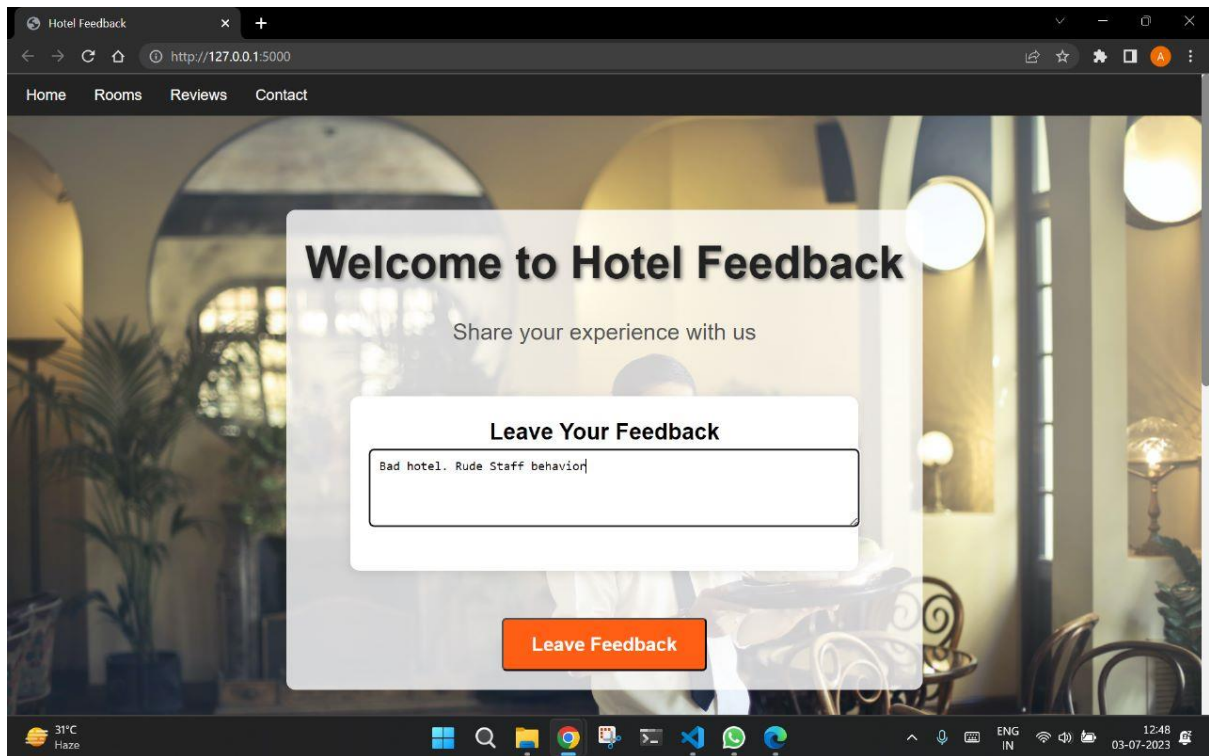 Hotel Feedback
http://127.0.0.1:5000
A
Home Rooms Reviews Contact
Welcome to Hotel Feedback
Share your experience with us
Leave Your Feedback
Bad hotel. Rude Staff behavior
Leave Feedback
31°C
Haze
ENG
IN
12:48
03-07-2023